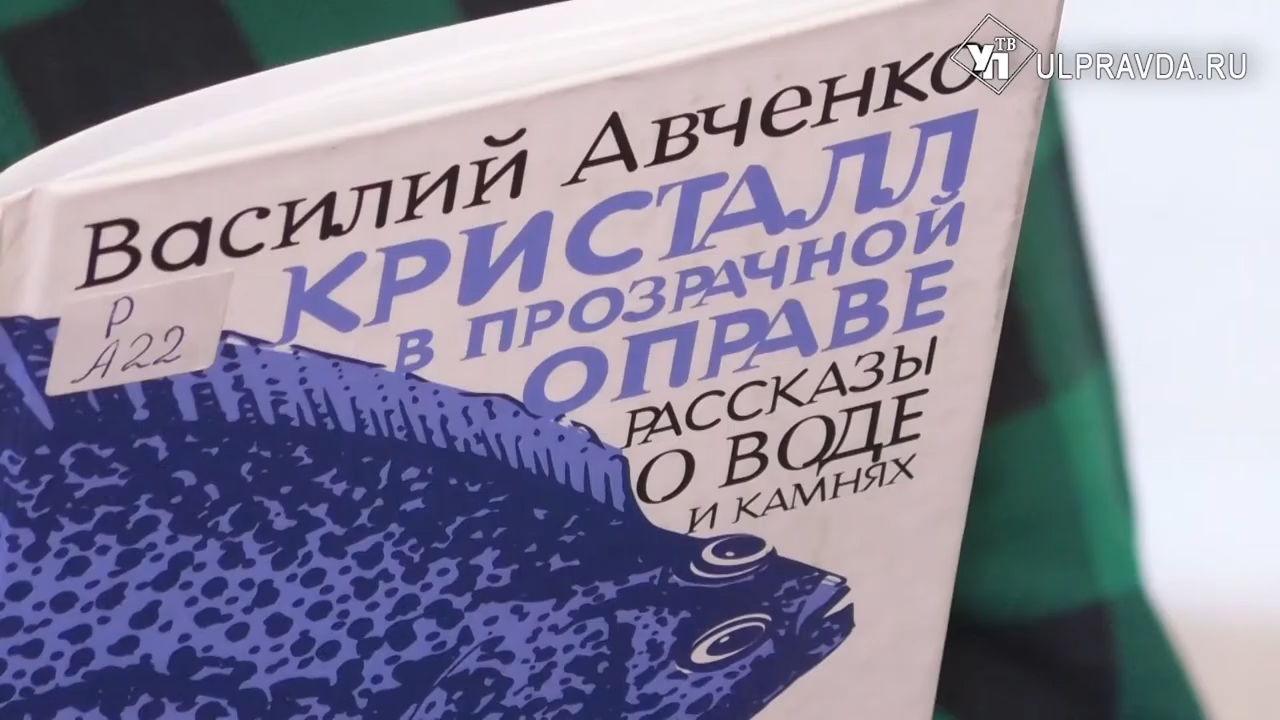 УП ТВ ULPRAVDA.RU
Василий Авченко
КРИСТАЛЛ
В ПРОЗРАЧНОЙ
ОПРАВЕ
РАССКАЗЫ
О ВОДЕ
И КАМНЯХ
Р
А22